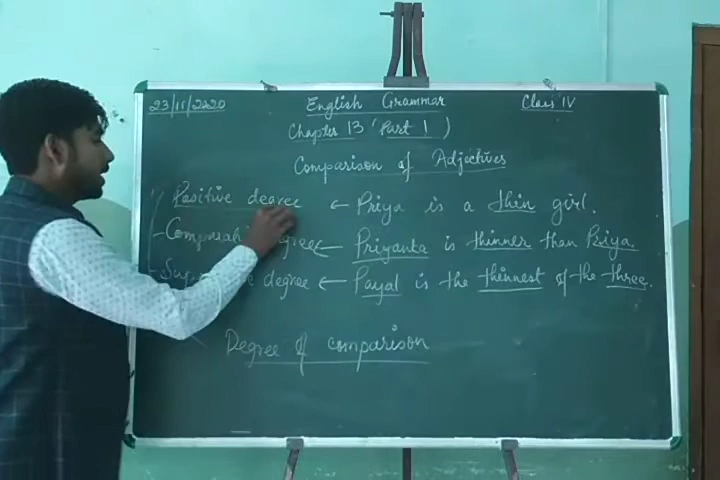 23/11/2020 English Grammar Class IV
Chapter 13 (Part 1)
Comparison of Adjectives
Positive degree ← Priya is a thin girl.
degree ← Priyanka is thinner than Priya.
degree ← Payal is the thinnest of the three.
Degree of comparison